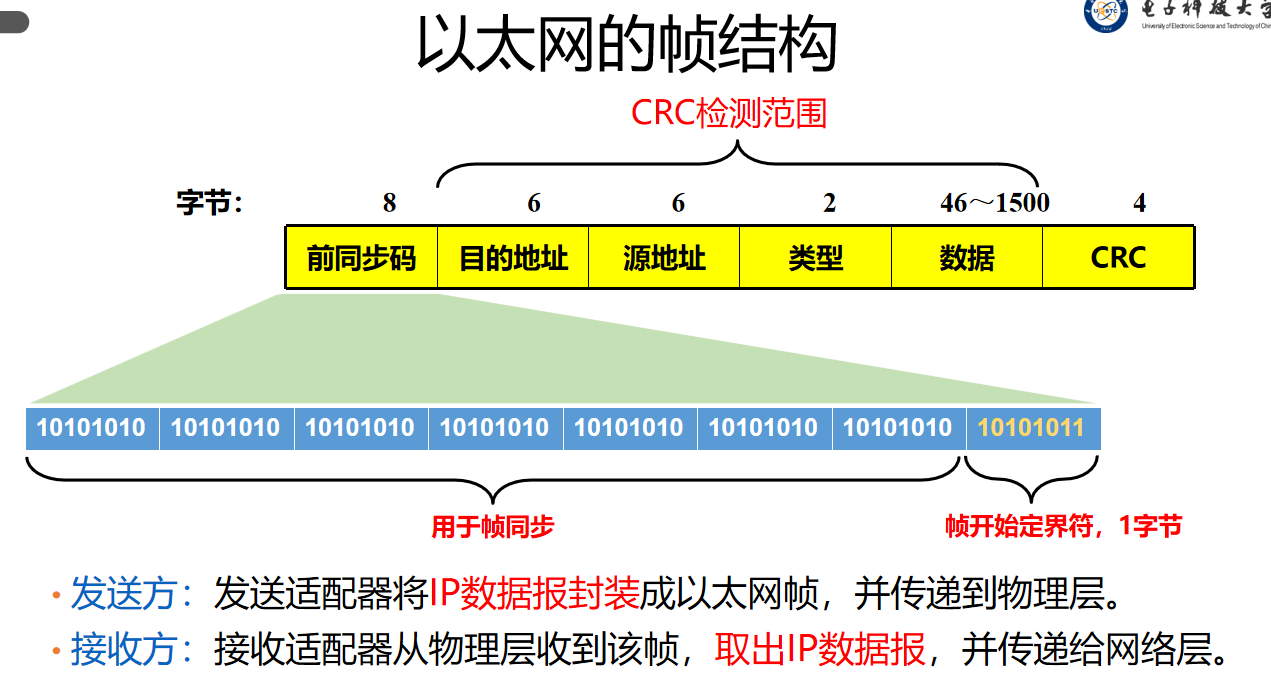 电子科技大学
University of Electronic Science and Technology of
以太网的帧结构
CRC检测范围
字节： 8 6 6 2 46～1500 4
前同步码 目的地址 源地址 类型 数据 CRC
10101010 10101010 10101010 10101010 10101010 10101010 10101010 10101011
用于帧同步 帧开始定界符，1字节
• 发送方：发送适配器将IP数据报封装成以太网帧，并传递到物理层。
• 接收方：接收适配器从物理层收到该帧，取出IP数据报，并传递给网络层。